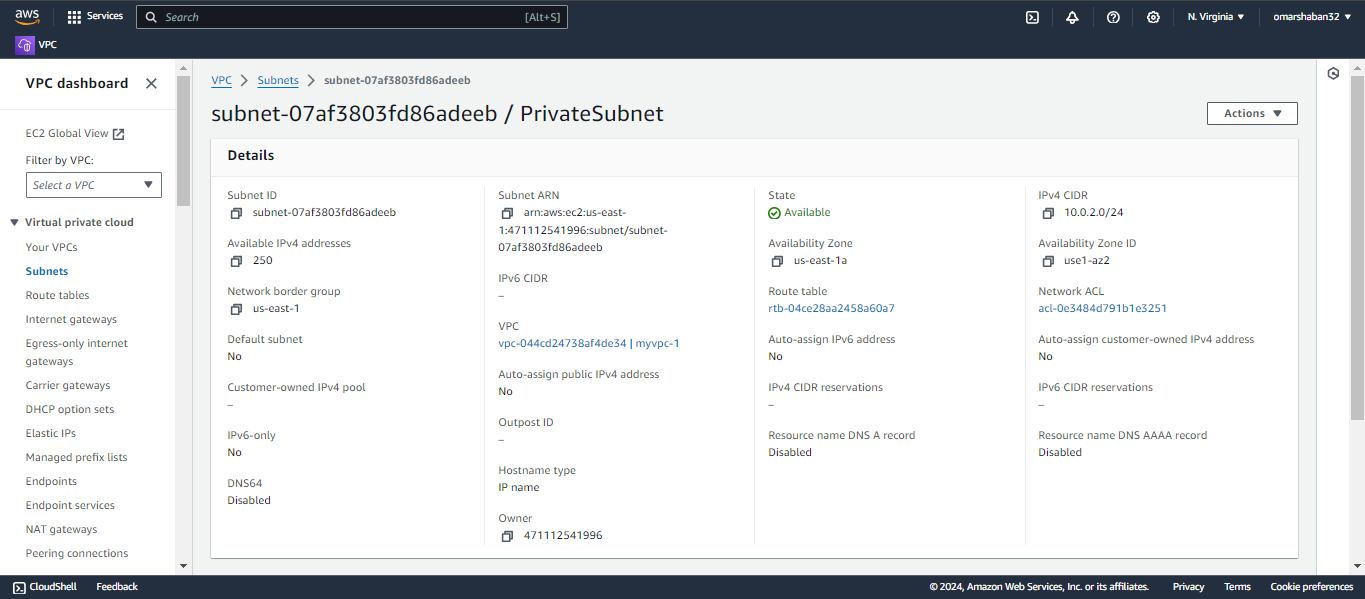 aws
Services
Search
[Alt+S]
N. Virginia
omarshaban32
VPC
VPC dashboard
EC2 Global View
Filter by VPC:
Select a VPC
Virtual private cloud
Your VPCs
Subnets
Route tables
Internet gateways
Egress-only internet
gateways
Carrier gateways
DHCP option sets
Elastic IPs
Managed prefix lists
Endpoints
Endpoint services
NAT gateways
Peering connections
VPC
Subnets
subnet-07af3803fd86adeeb
subnet-07af3803fd86adeeb / PrivateSubnet
Actions
Details
Subnet ID
subnet-07af3803fd86adeeb
Available IPv4 addresses
250
Network border group
us-east-1
Default subnet
No
Customer-owned IPv4 pool
–
IPv6-only
No
DNS64
Disabled
Subnet ARN
arn:aws:ec2:us-east-
1:471112541996:subnet/subnet-
07af3803fd86adeeb
IPv6 CIDR
–
VPC
vpc-044cd24738af4de34 | myvpc-1
Auto-assign public IPv4 address
No
Outpost ID
–
Hostname type
IP name
Owner
471112541996
State
Available
Availability Zone
us-east-1a
Route table
rtb-04ce28aa2458a60a7
Auto-assign IPv6 address
No
IPv4 CIDR reservations
–
Resource name DNS A record
Disabled
IPv4 CIDR
10.0.2.0/24
Availability Zone ID
use1-az2
Network ACL
acl-0e3484d791b1e3251
Auto-assign customer-owned IPv4 address
No
IPv6 CIDR reservations
–
Resource name DNS AAAA record
Disabled
CloudShell
Feedback
© 2024, Amazon Web Services, Inc. or its affiliates.
Privacy
Terms
Cookie preferences